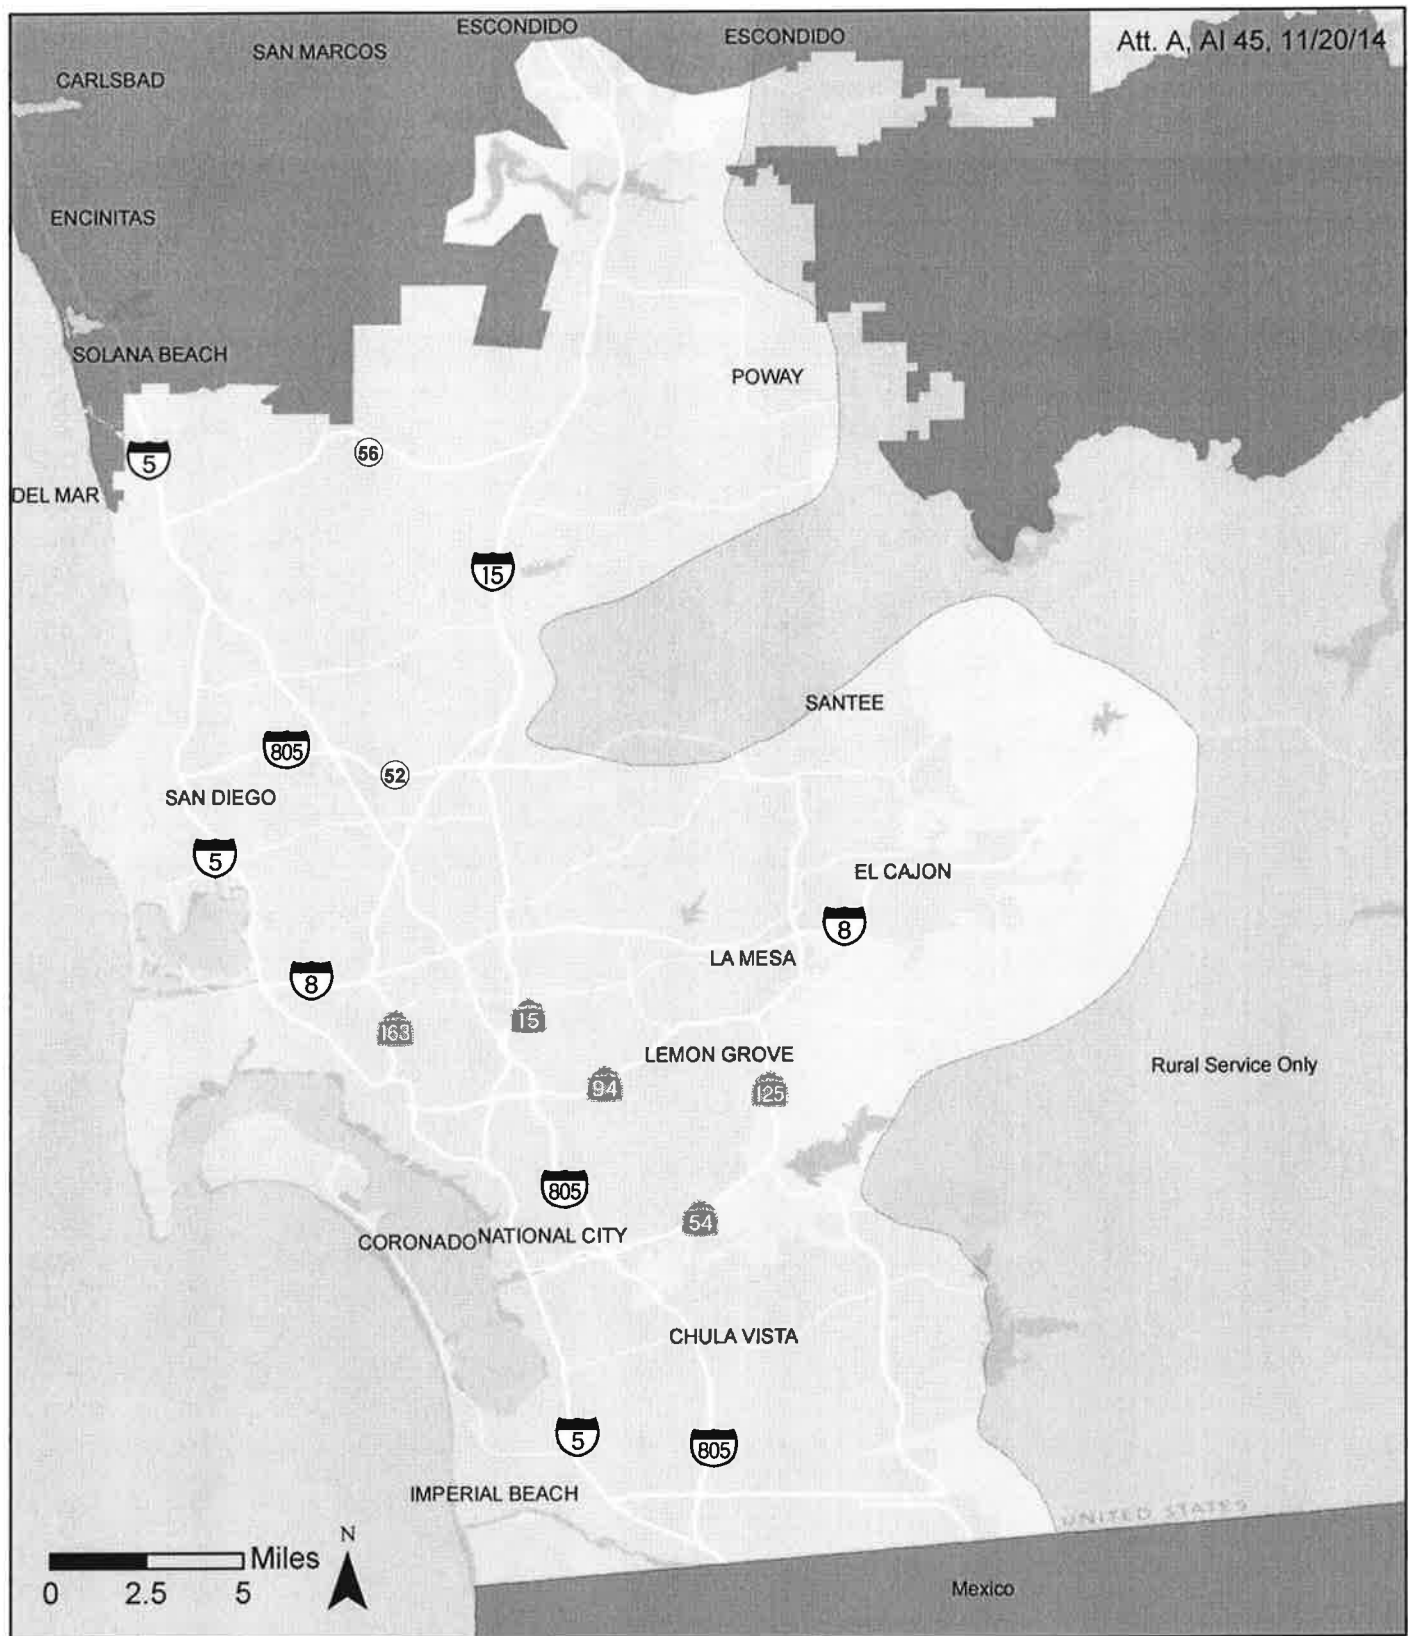 ESCONDIDO
ESCONDIDO
Att. A, AI 45, 11/20/14
SAN MARCOS
CARLSBAD
ENCINITAS
SOLANA BEACH
POWAY
56
5
DEL MAR
15
SANTEE
805
52
SAN DIEGO
5
EL CAJON
8
LA MESA
8
163
15
LEMON GROVE
Rural Service Only
94
125
805
54
CORONADO
NATIONAL CITY
CHULA VISTA
5
805
IMPERIAL BEACH
UNITED STATES
N
Miles
0 2.5 5
Mexico